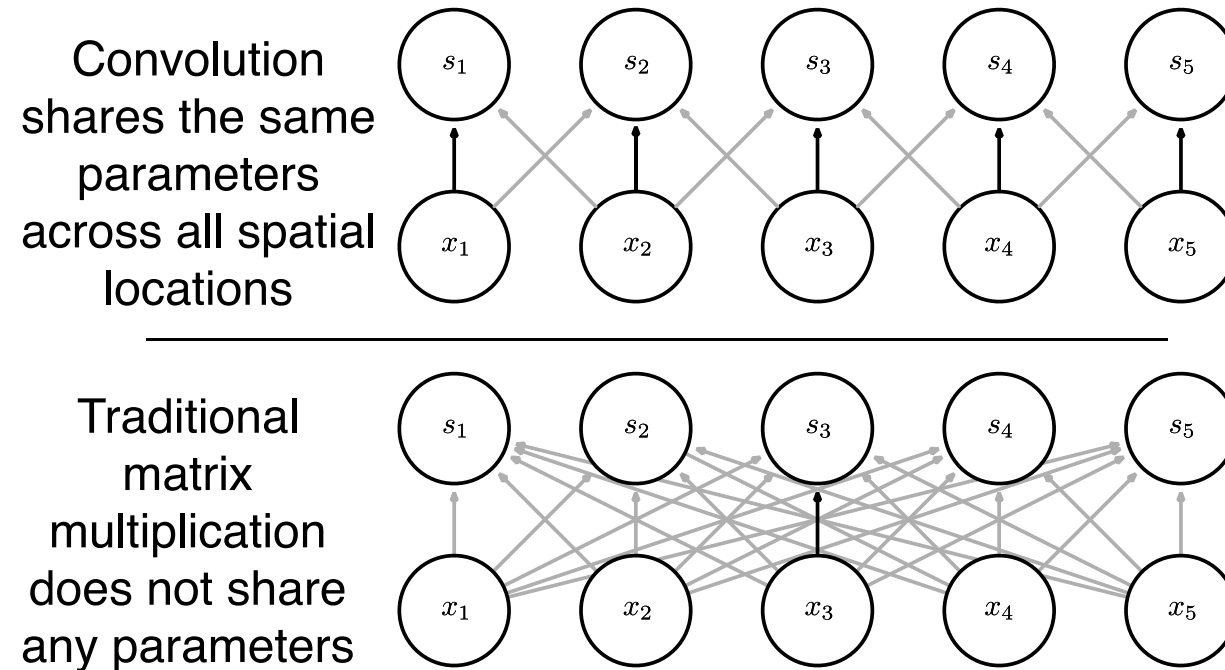 Convolution
shares the same
parameters
across all spatial
locations
s₁ s₂ s₃ s₄ s₅
x₁ x₂ x₃ x₄ x₅
Traditional
matrix
multiplication
does not share
any parameters
s₁ s₂ s₃ s₄ s₅
x₁ x₂ x₃ x₄ x₅